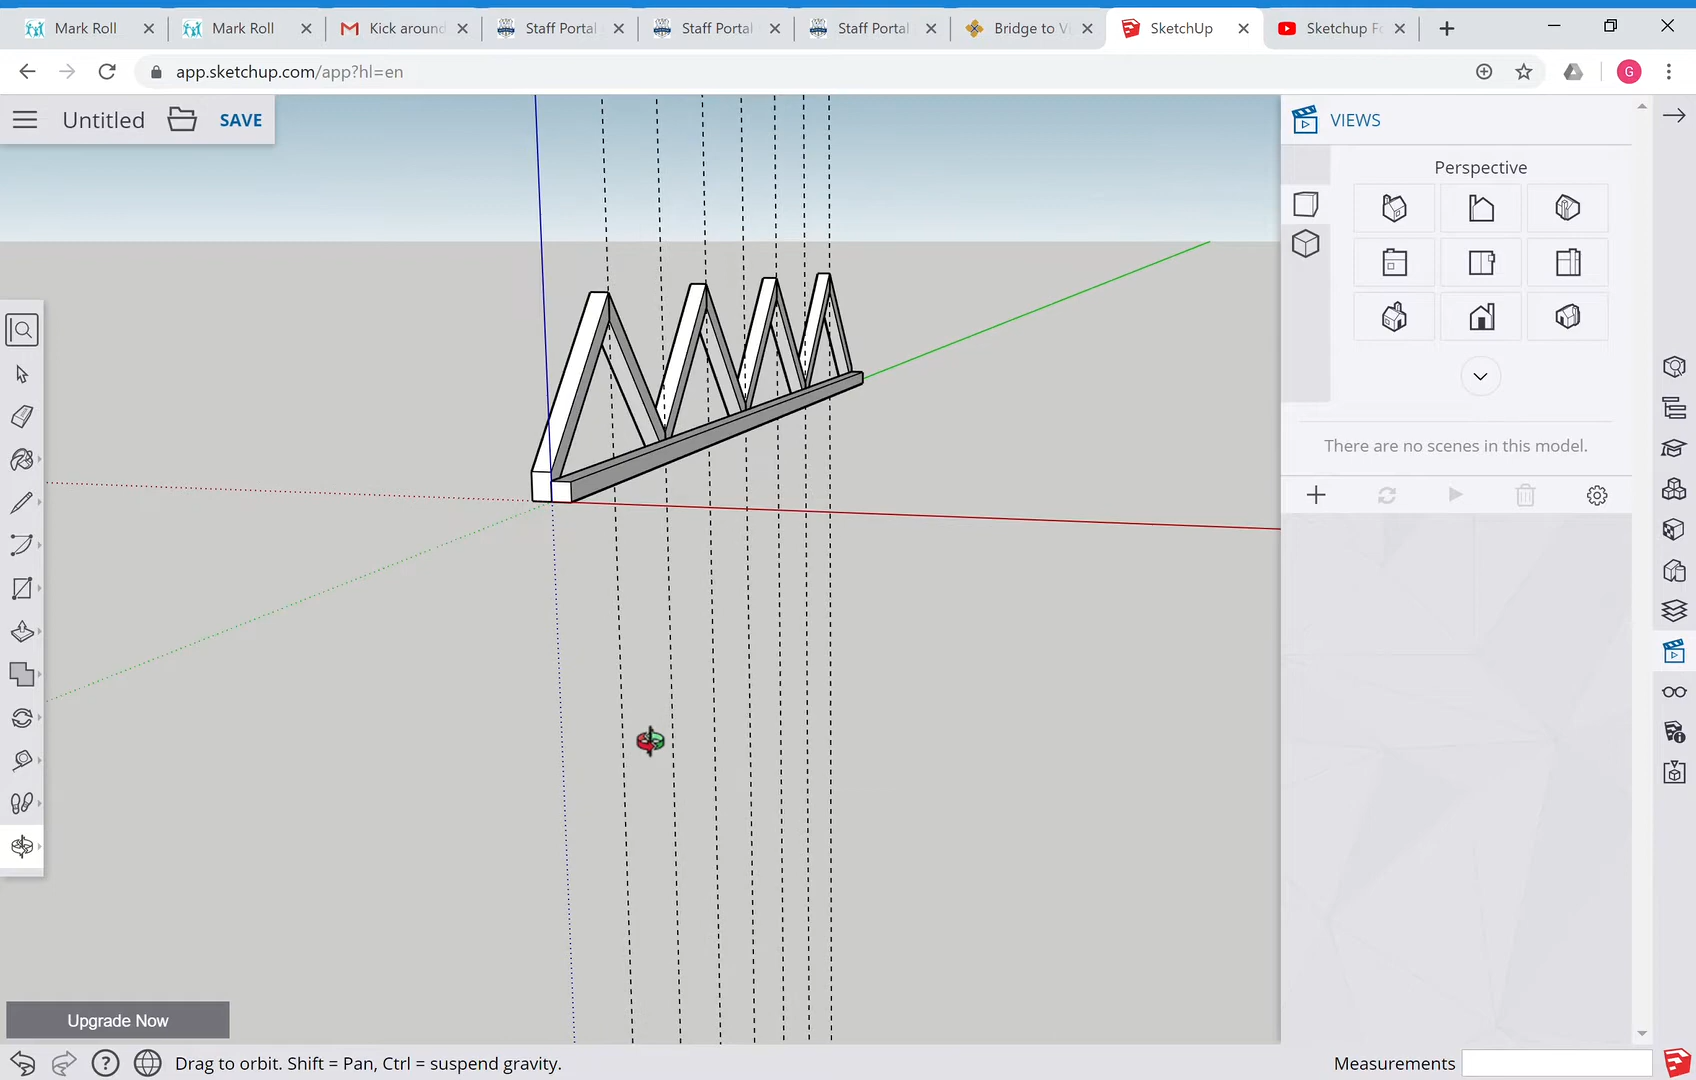 Mark Roll
Mark Roll
Kick around
Staff Portal
Staff Portal
Staff Portal
Bridge to Vi
SketchUp
Sketchup Fo
app.sketchup.com/app?hl=en
G
Untitled
SAVE
VIEWS
Perspective
There are no scenes in this model.
Upgrade Now
Drag to orbit. Shift = Pan, Ctrl = suspend gravity.
Measurements